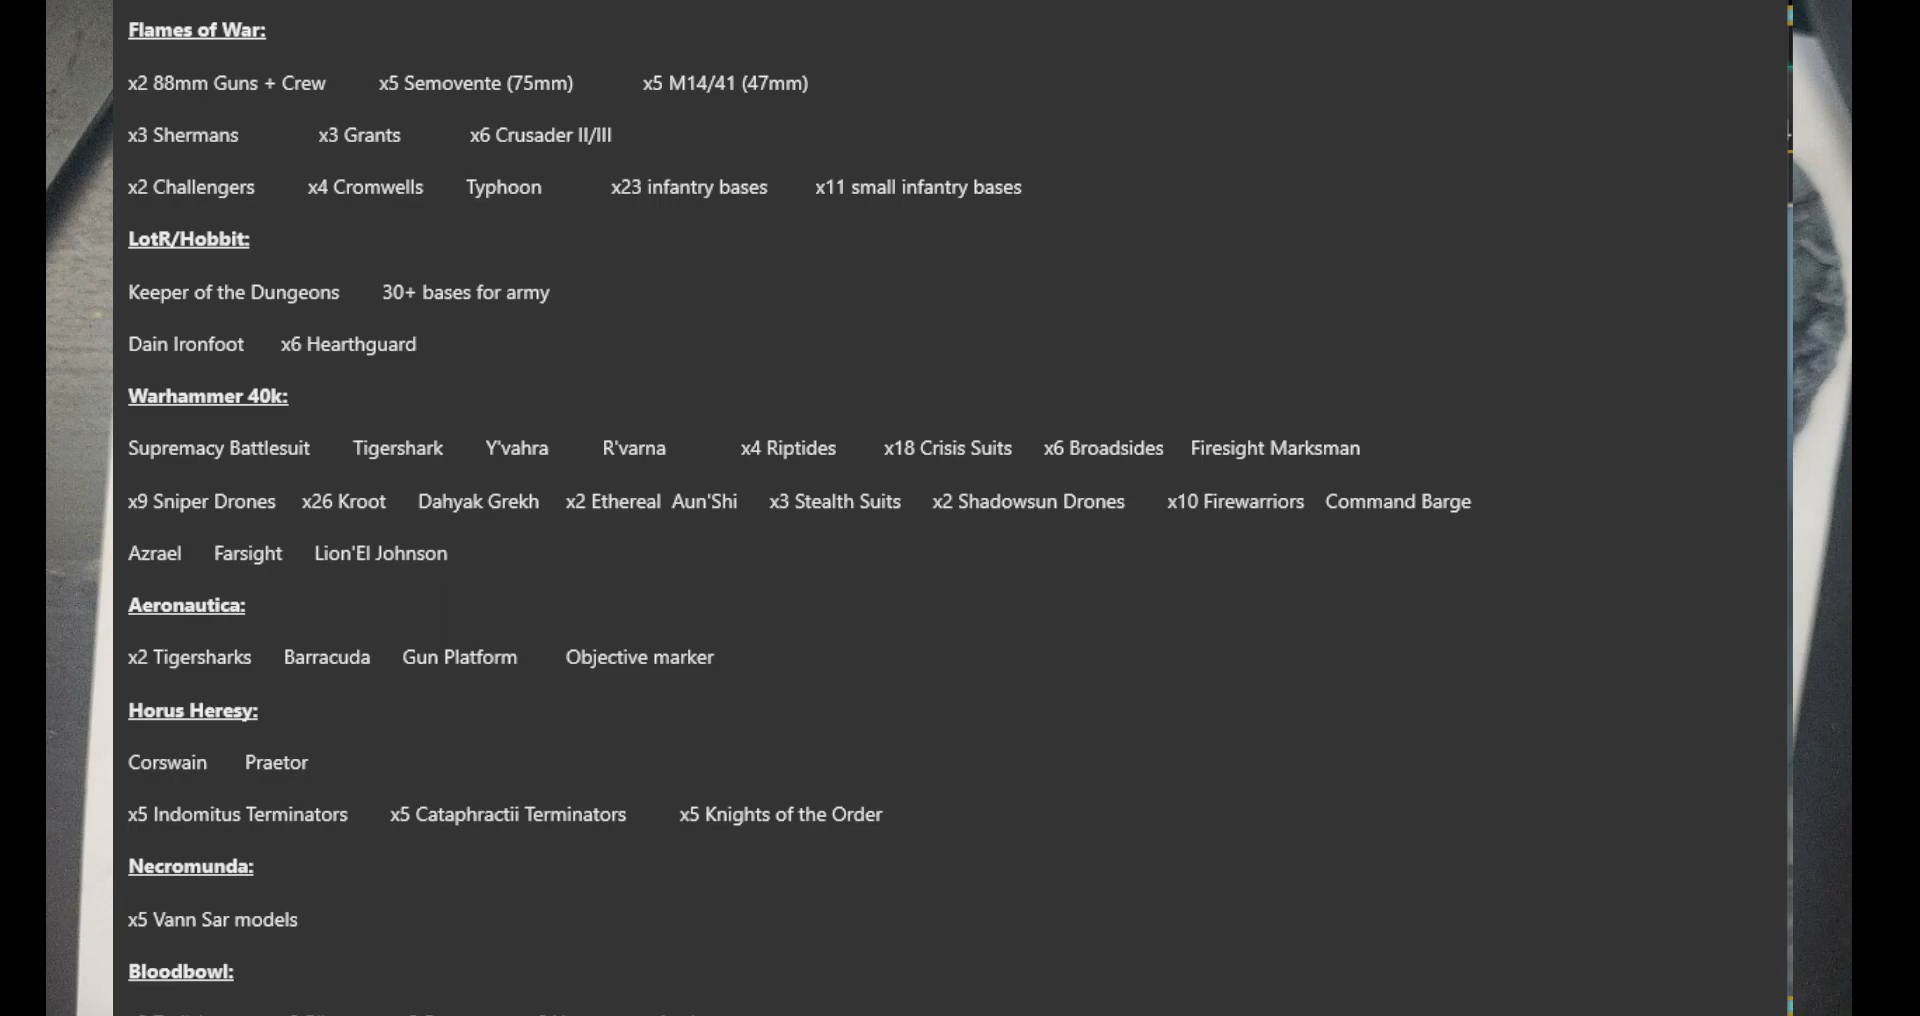 Flames of War:
x2 88mm Guns + Crew x5 Semovente (75mm) x5 M14/41 (47mm)
x3 Shermans x3 Grants x6 Crusader II/III
x2 Challengers x4 Cromwells Typhoon x23 infantry bases x11 small infantry bases
LotR/Hobbit:
Keeper of the Dungeons 30+ bases for army
Dain Ironfoot x6 Hearthguard
Warhammer 40k:
Supremacy Battlesuit Tigershark Y'vahra R'varna x4 Riptides x18 Crisis Suits x6 Broadsides Firesight Marksman
x9 Sniper Drones x26 Kroot Dahyak Grekh x2 Ethereal Aun'Shi x3 Stealth Suits x2 Shadowsun Drones x10 Firewarriors Command Barge
Azrael Farsight Lion'El Johnson
Aeronautica:
x2 Tigersharks Barracuda Gun Platform Objective marker
Horus Heresy:
Corswain Praetor
x5 Indomitus Terminators x5 Cataphractii Terminators x5 Knights of the Order
Necromunda:
x5 Vann Sar models
Bloodbowl: